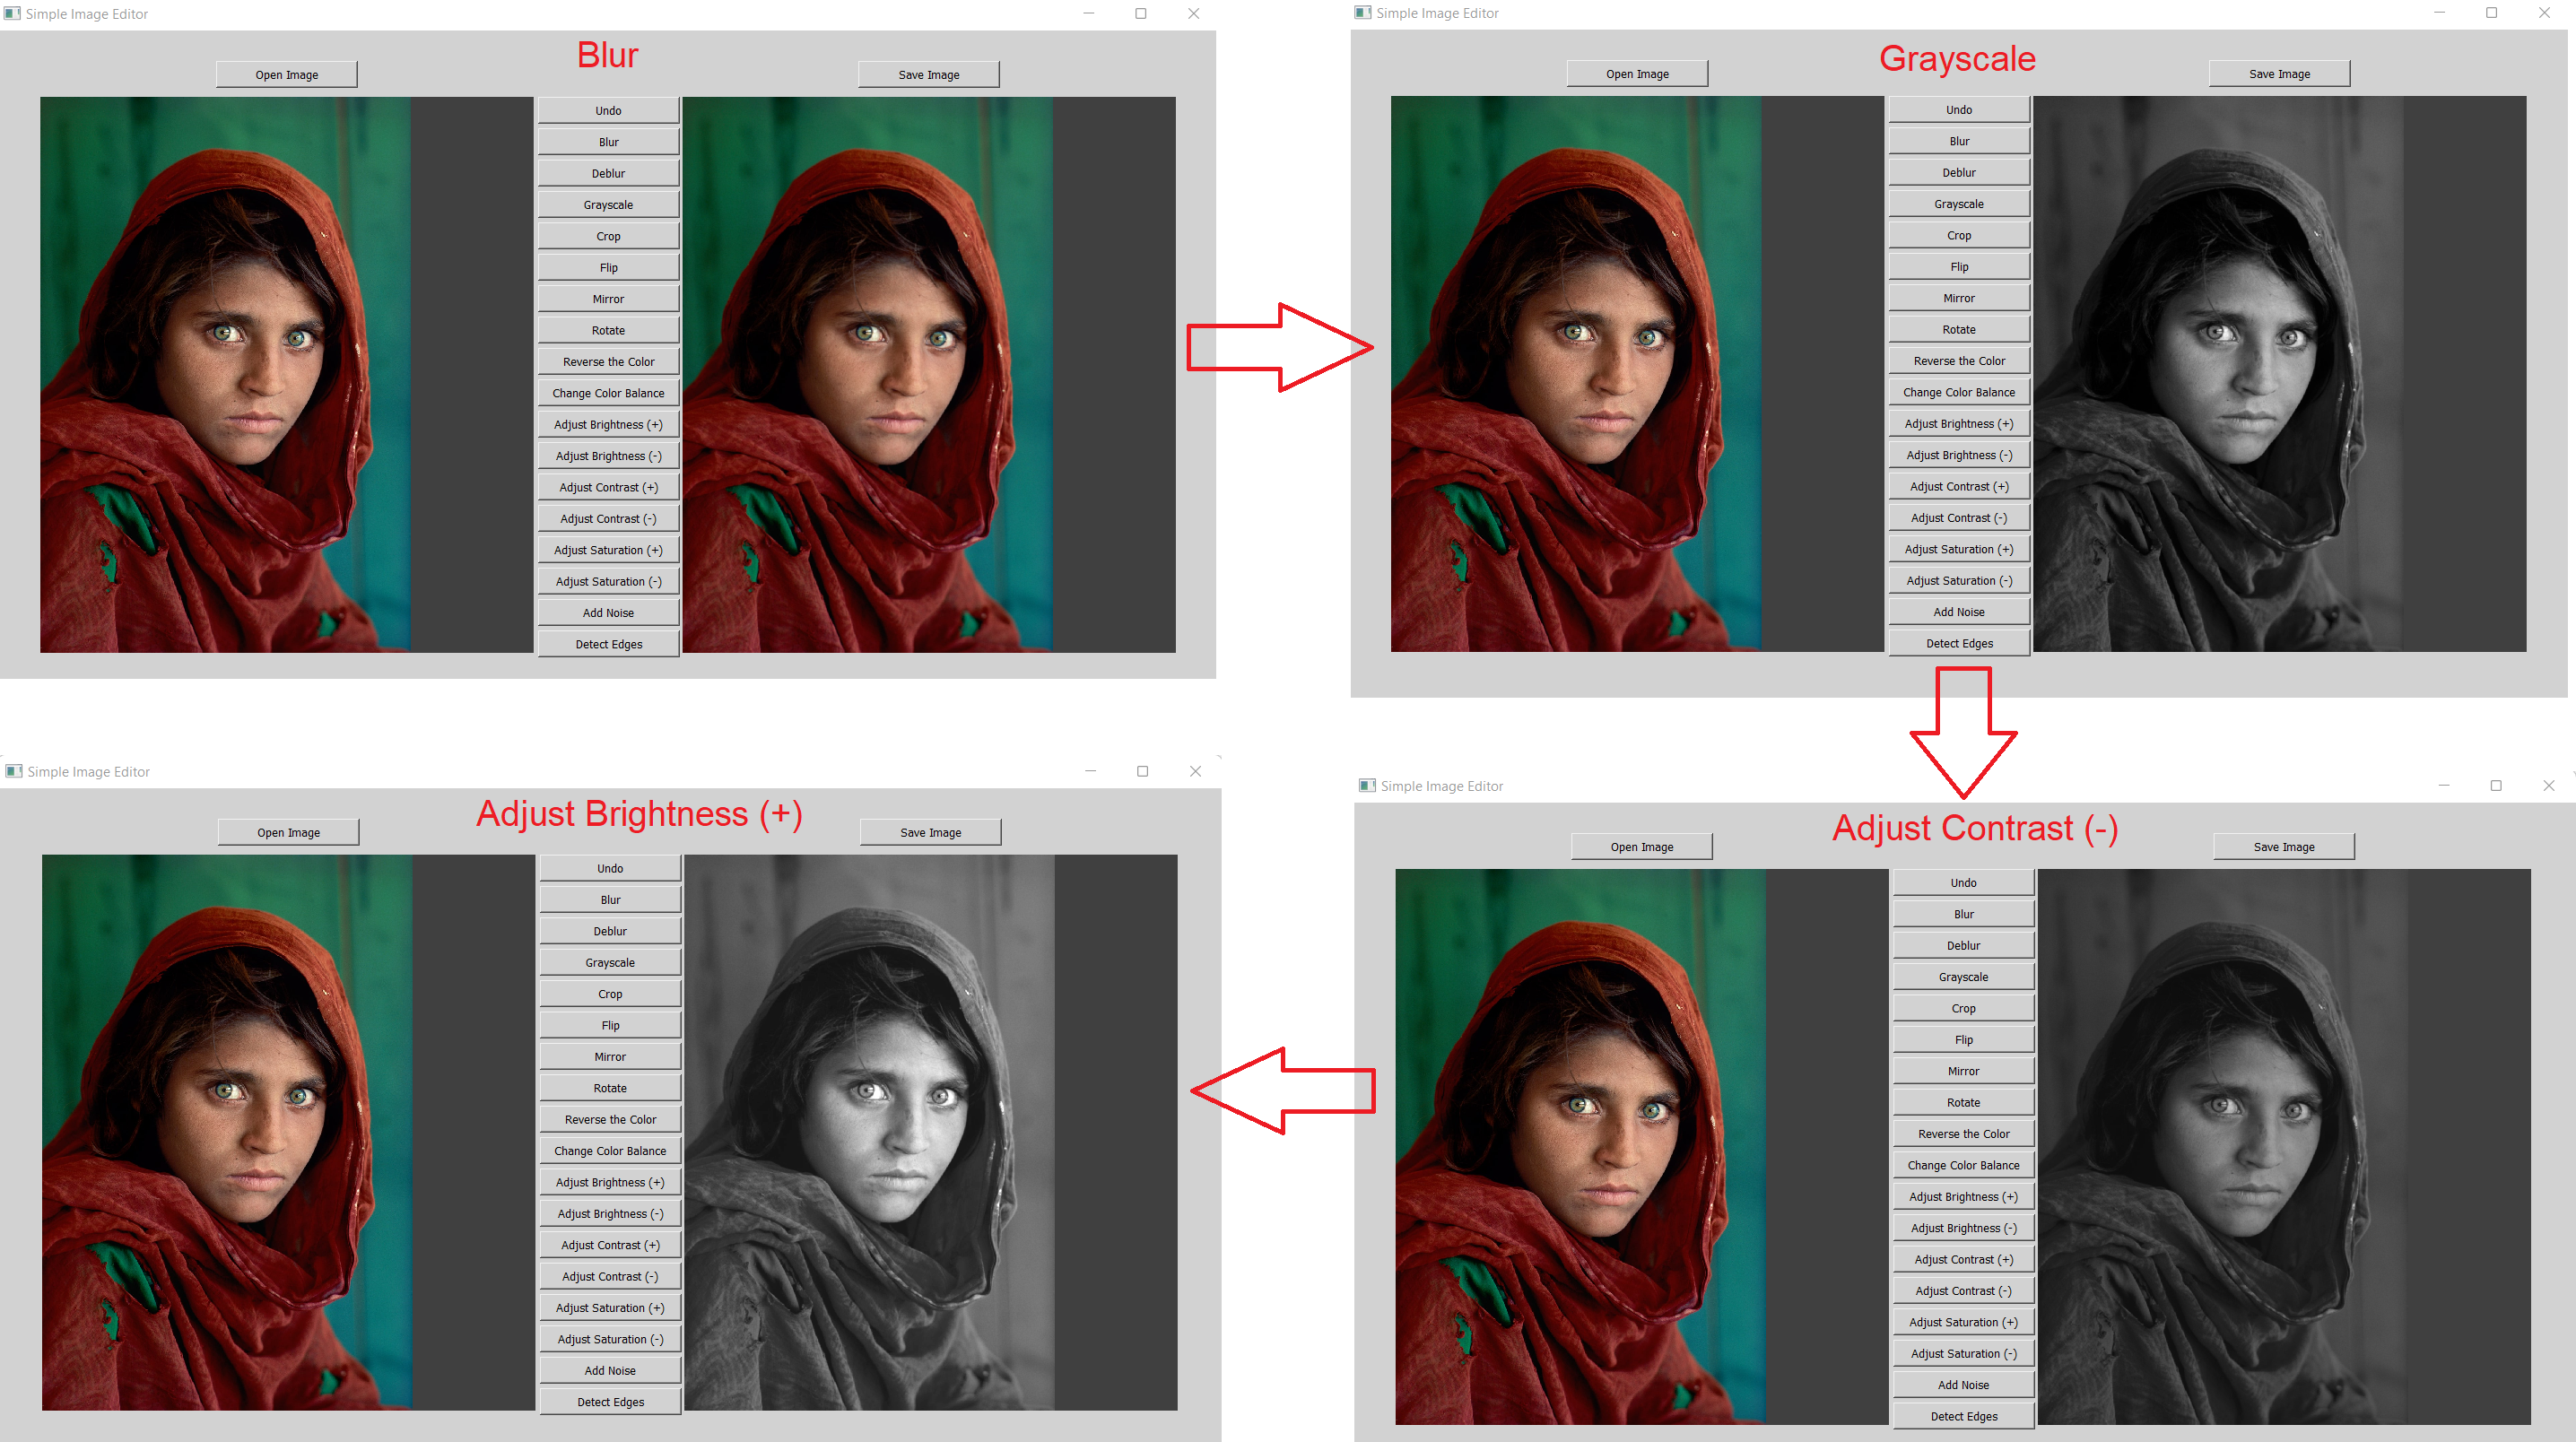 Simple Image Editor
Blur
Open Image
Save Image
Undo
Blur
Deblur
Grayscale
Crop
Flip
Mirror
Rotate
Reverse the Color
Change Color Balance
Adjust Brightness (+)
Adjust Brightness (-)
Adjust Contrast (+)
Adjust Contrast (-)
Adjust Saturation (+)
Adjust Saturation (-)
Add Noise
Detect Edges
Simple Image Editor
Grayscale
Open Image
Save Image
Undo
Blur
Deblur
Grayscale
Crop
Flip
Mirror
Rotate
Reverse the Color
Change Color Balance
Adjust Brightness (+)
Adjust Brightness (-)
Adjust Contrast (+)
Adjust Contrast (-)
Adjust Saturation (+)
Adjust Saturation (-)
Add Noise
Detect Edges
Simple Image Editor
Adjust Brightness (+)
Open Image
Save Image
Undo
Blur
Deblur
Grayscale
Crop
Flip
Mirror
Rotate
Reverse the Color
Change Color Balance
Adjust Brightness (+)
Adjust Brightness (-)
Adjust Contrast (+)
Adjust Contrast (-)
Adjust Saturation (+)
Adjust Saturation (-)
Add Noise
Detect Edges
Simple Image Editor
Adjust Contrast (-)
Open Image
Save Image
Undo
Blur
Deblur
Grayscale
Crop
Flip
Mirror
Rotate
Reverse the Color
Change Color Balance
Adjust Brightness (+)
Adjust Brightness (-)
Adjust Contrast (+)
Adjust Contrast (-)
Adjust Saturation (+)
Adjust Saturation (-)
Add Noise
Detect Edges